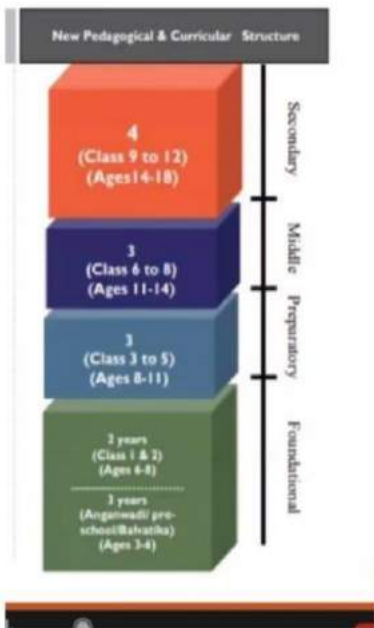 New Pedagogical & Curricular Structure
4
(Class 9 to 12)
(Ages14-18)
Secondary
3
(Class 6 to 8)
(Ages 11-14)
Middle
3
(Class 3 to 5)
(Ages 8-11)
Preparatory
2 years
(Class 1 & 2)
(Ages 6-8)
3 years
(Anganwadi/ pre-
school/Balvatika)
(Ages 3-6)
Foundational